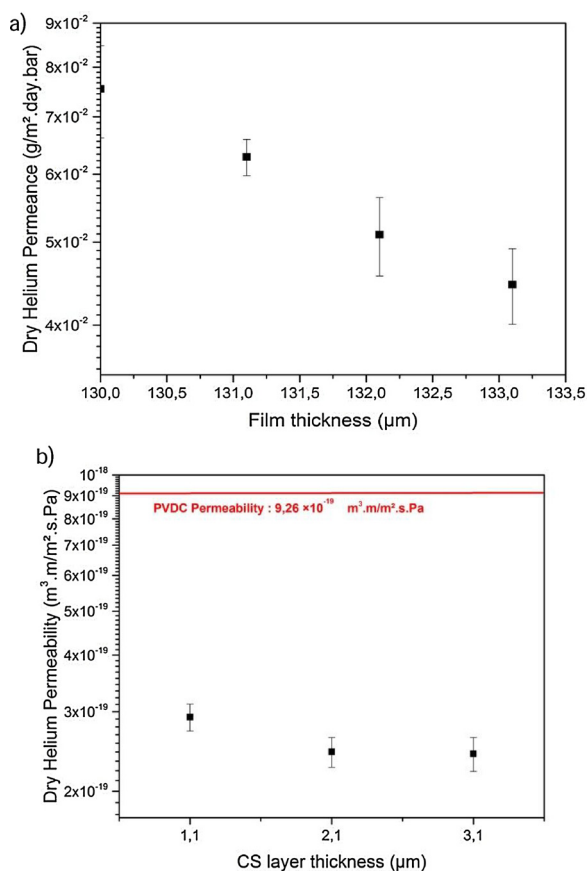 a)
9x10⁻²
8x10⁻²
7x10⁻²
6x10⁻²
5x10⁻²
4x10⁻²
Dry Helium Permeance (g/m².day.bar)
130,0 130,5 131,0 131,5 132,0 132,5 133,0 133,5
Film thickness (µm)
b)
10⁻¹⁸
9x10⁻¹⁹
8x10⁻¹⁹
7x10⁻¹⁹
6x10⁻¹⁹
5x10⁻¹⁹
4x10⁻¹⁹
3x10⁻¹⁹
2x10⁻¹⁹
Dry Helium Permeability (m³.m/m².s.Pa)
PVDC Permeability : 9,26 ×10⁻¹⁹ m³.m/m².s.Pa)
1,1 2,1 3,1
CS layer thickness (µm)